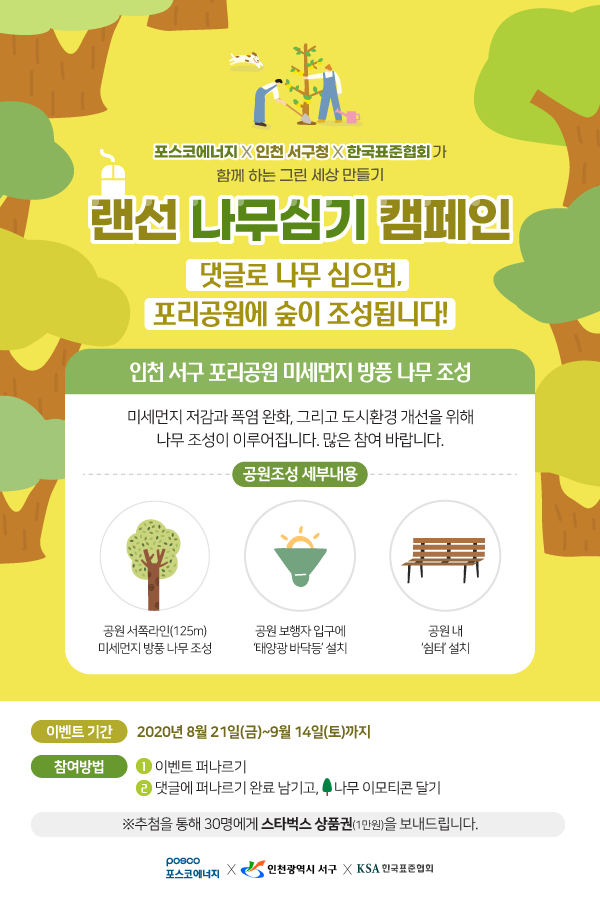 포스코에너지 X 인천 서구청 X 한국표준협회가
함께 하는 그린 세상 만들기
랜선 나무심기 캠페인
댓글로 나무 심으면,
포리공원에 숲이 조성됩니다!
인천 서구 포리공원 미세먼지 방풍 나무 조성
미세먼지 저감과 폭염 완화, 그리고 도시환경 개선을 위해
나무 조성이 이루어집니다. 많은 참여 바랍니다.
공원조성 세부내용
공원 서쪽라인(125m)
미세먼지 방풍 나무 조성
공원 보행자 입구에
'태양광 바닥등' 설치
공원 내
'쉼터' 설치
이벤트 기간 2020년 8월 21일(금)~9월 14일(토)까지
참여방법 1 이벤트 퍼나르기
2 댓글에 퍼나르기 완료 남기고, 나무 이모티콘 달기
※추첨을 통해 30명에게 스타벅스 상품권(1만원)을 보내드립니다.
posco
포스코에너지 X 인천광역시 서구 X KSA 한국표준협회